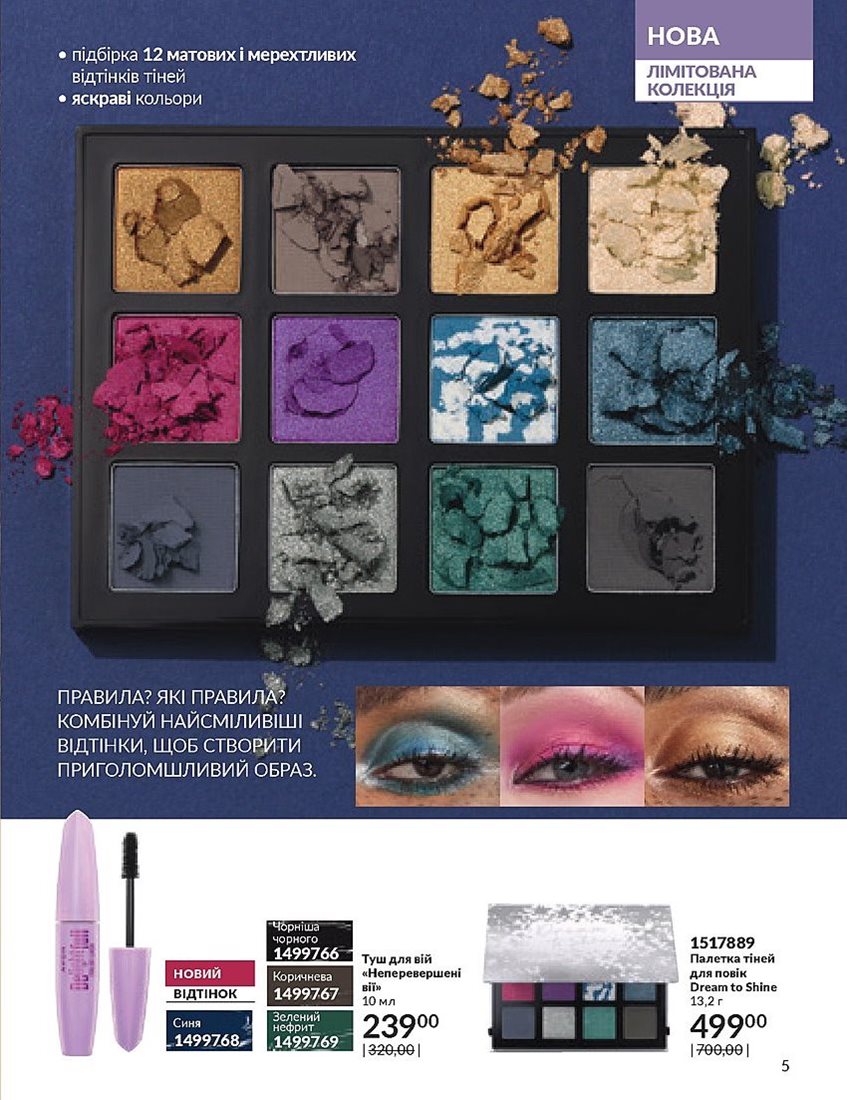 • підбірка 12 матових і мерехтливих
відтінків тіней
• яскраві кольори
НОВА
ЛІМІТОВАНА
КОЛЕКЦІЯ
ПРАВИЛА? ЯКІ ПРАВИЛА?
КОМБІНУЙ НАЙСМІЛИВІШІ
ВІДТІНКИ, ЩОБ СТВОРИТИ
ПРИГОЛОМШЛИВИЙ ОБРАЗ.
НОВИЙ
ВІДТІНОК
Синя
1499768
Чорніша
чорного
1499766
Коричнева
1499767
Зелений
нефрит
1499769
Туш для вій
«Неперевершені
вії»
10 мл
23900
|320,00|
1517889
Палетка тіней
для повік
Dream to Shine
13,2 г
49900
|700,00|
5